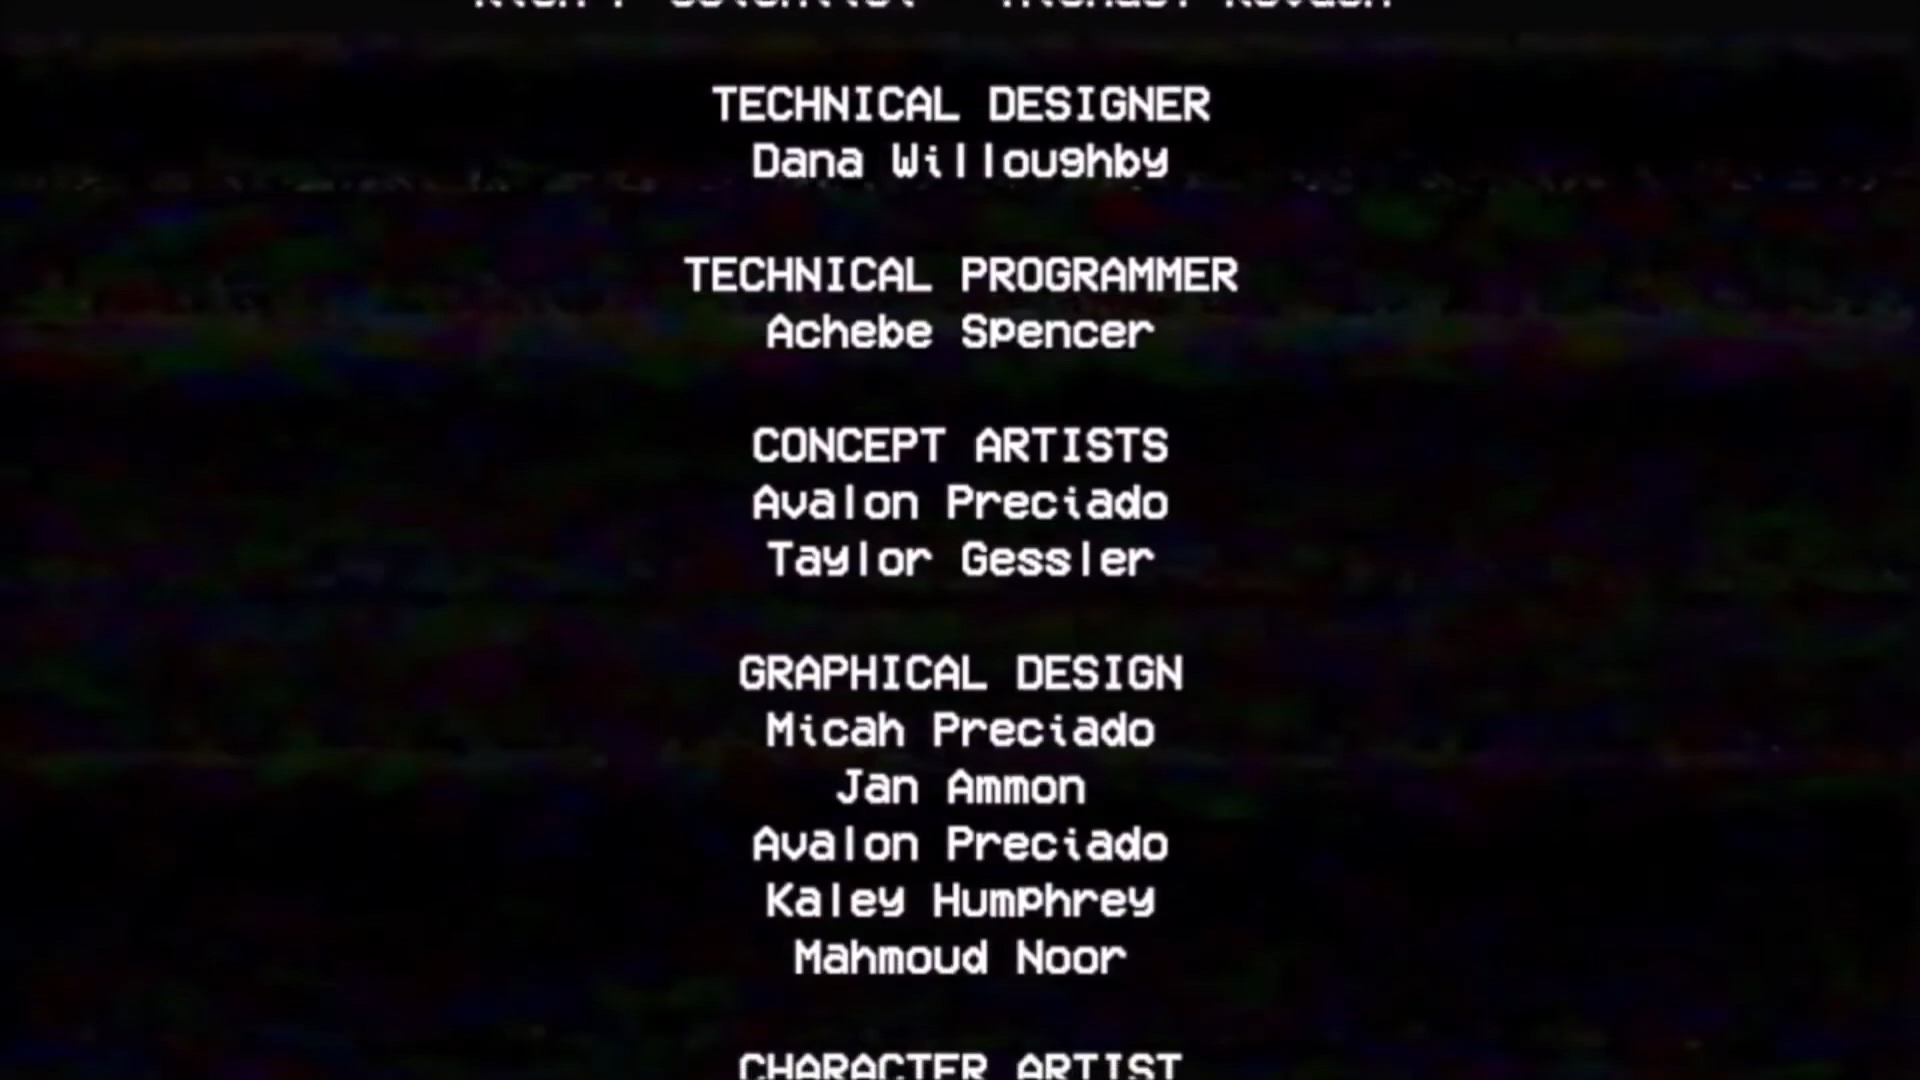 TECHNICAL DESIGNER
Dana Willoughby
TECHNICAL PROGRAMMER
Achebe Spencer
CONCEPT ARTISTS
Avalon Preciado
Taylor Gessler
GRAPHICAL DESIGN
Micah Preciado
Jan Ammon
Avalon Preciado
Kaley Humphrey
Mahmoud Noor
CHARACTER ARTIST